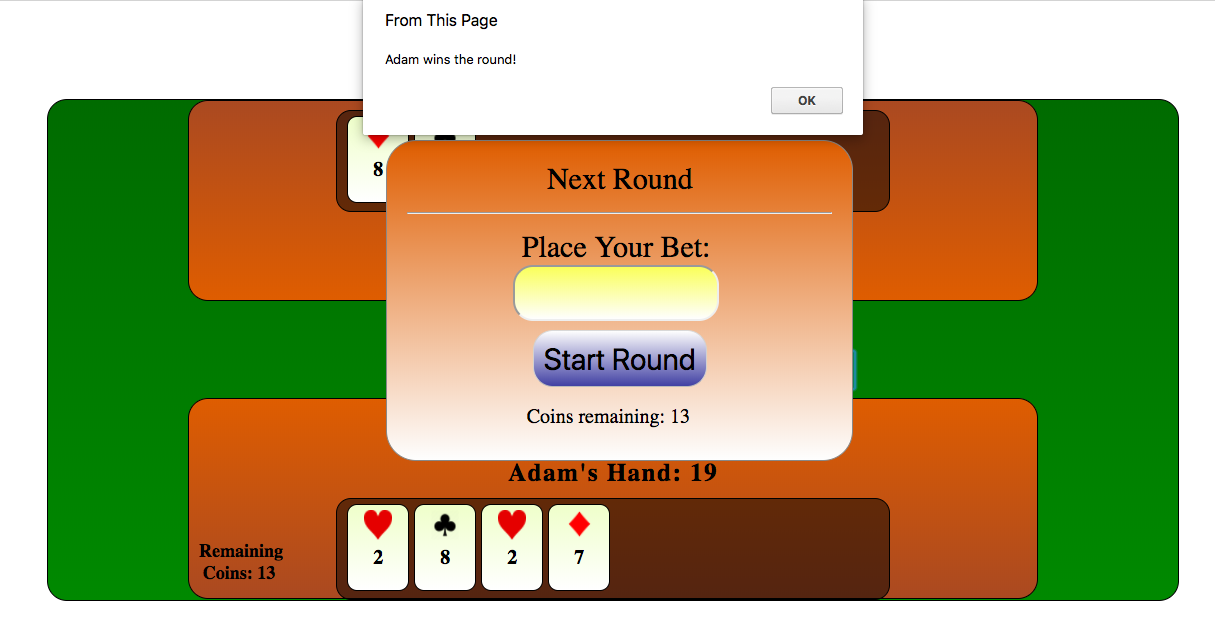 From This Page
Adam wins the round!
OK
8
Next Round
Place Your Bet:
Start Round
Coins remaining: 13
Adam's Hand: 19
Remaining
Coins: 13
2 8 2 7